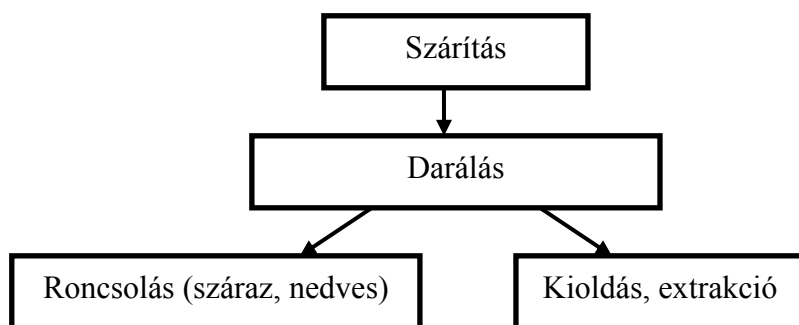 Szárítás
Darálás
Roncsolás (száraz, nedves)
Kioldás, extrakció